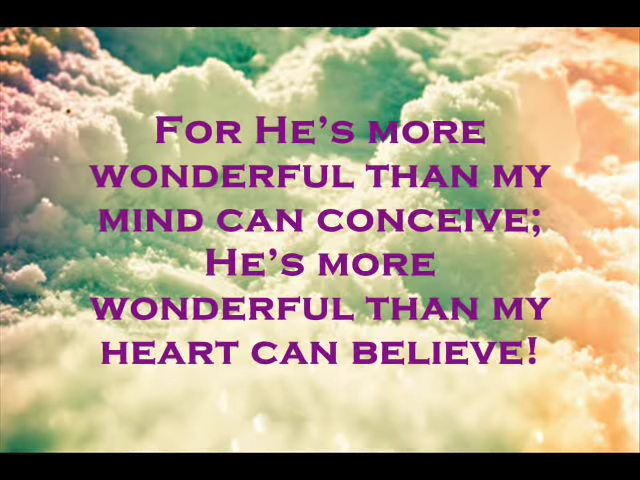 For He's more
wonderful than my
mind can conceive;
He's more
wonderful than my
heart can believe!